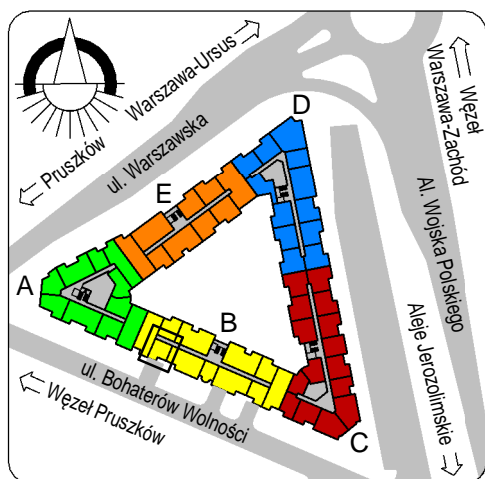 Warszawa-Ursus
Pruszków
ul. Warszawska
D
Węzeł
Warszawa-Zachód
Al. Wojska Polskiego
E
A
B
ul. Bohaterów Wolności
Węzeł Pruszków
Aleje Jerozolimskie
C